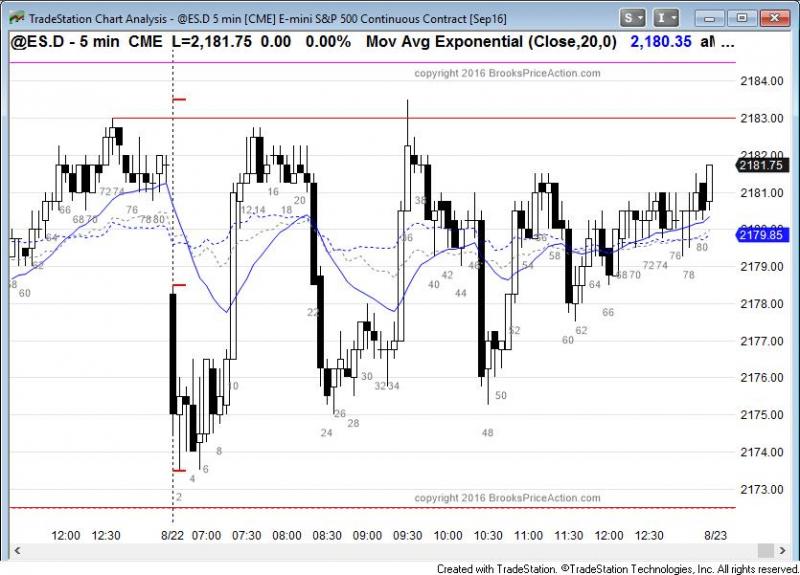 TradeStation Chart Analysis - @ES.D 5 min [CME] E-mini S&P 500 Continuous Contract [Sep16]
S I
@ES.D - 5 min CME L=2,181.75 0.00 0.00% Mov Avg Exponential (Close,20,0) 2,180.35 al ...
copyright 2016 BrooksPriceAction.com
2184.00
2183.00
2182.00
2181.75
2181.00
2180.00
2179.85
2179.00
2178.00
2177.00
2176.00
2175.00
2174.00
2173.00
58 60 62 64 66 68 70 72 74 76 78 80
2 4 6 8 10 12 14 16 18 20 22 24 26 28 30 32 34 36 38 40 42 44 46 48 50 52 54 56 58 60 62 64 66 68 70 72 74 76 78 80
copyright 2016 BrooksPriceAction.com
12:00 12:30 8/22 07:00 07:30 08:00 08:30 09:00 09:30 10:00 10:30 11:00 11:30 12:00 12:30 8/23
Created with TradeStation. ©TradeStation Technologies, Inc. All rights reserved.